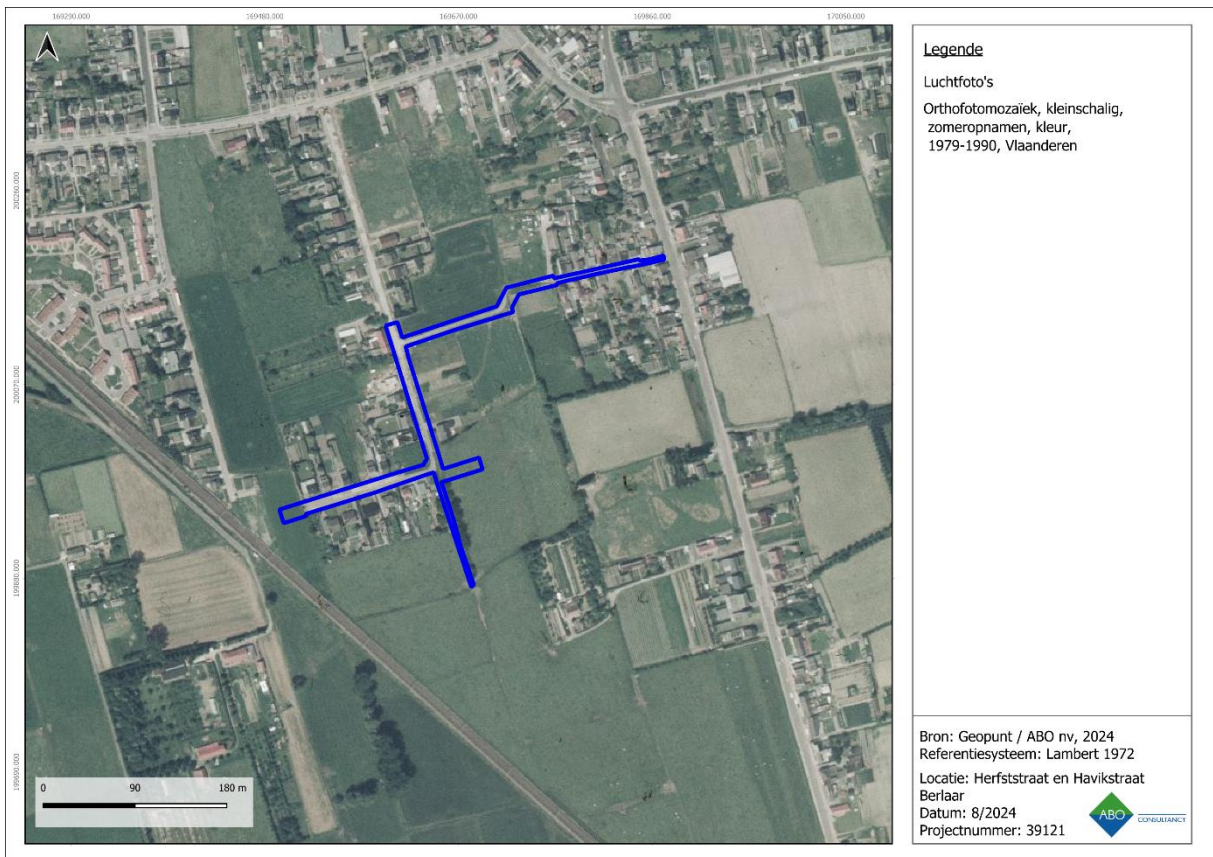 169290.000
169480.000
169670.000
169860.000
170050.000
200260.000
200070.000
199880.000
199690.000
0
90
180 m
Legende
Luchtfoto's
Orthofotomozaïek, kleinschalig,
zomeropnamen, kleur,
1979-1990, Vlaanderen
Bron: Geopunt / ABO nv, 2024
Referentiesysteem: Lambert 1972
Locatie: Herfststraat en Havikstraat
Berlaar
Datum: 8/2024
Projectnummer: 39121
ABO
CONSULTANCY